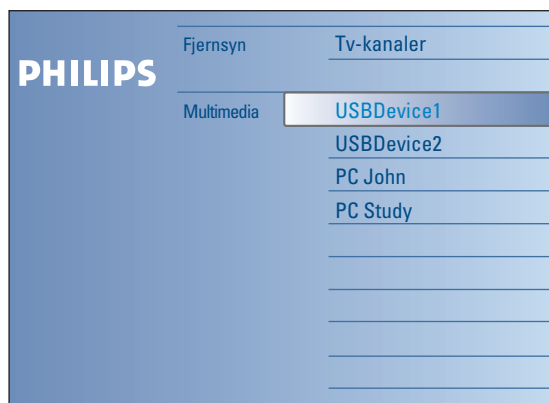 PHILIPS
Fjernsyn Tv-kanaler
Multimedia USBDevice1
USBDevice2
PC John
PC Study